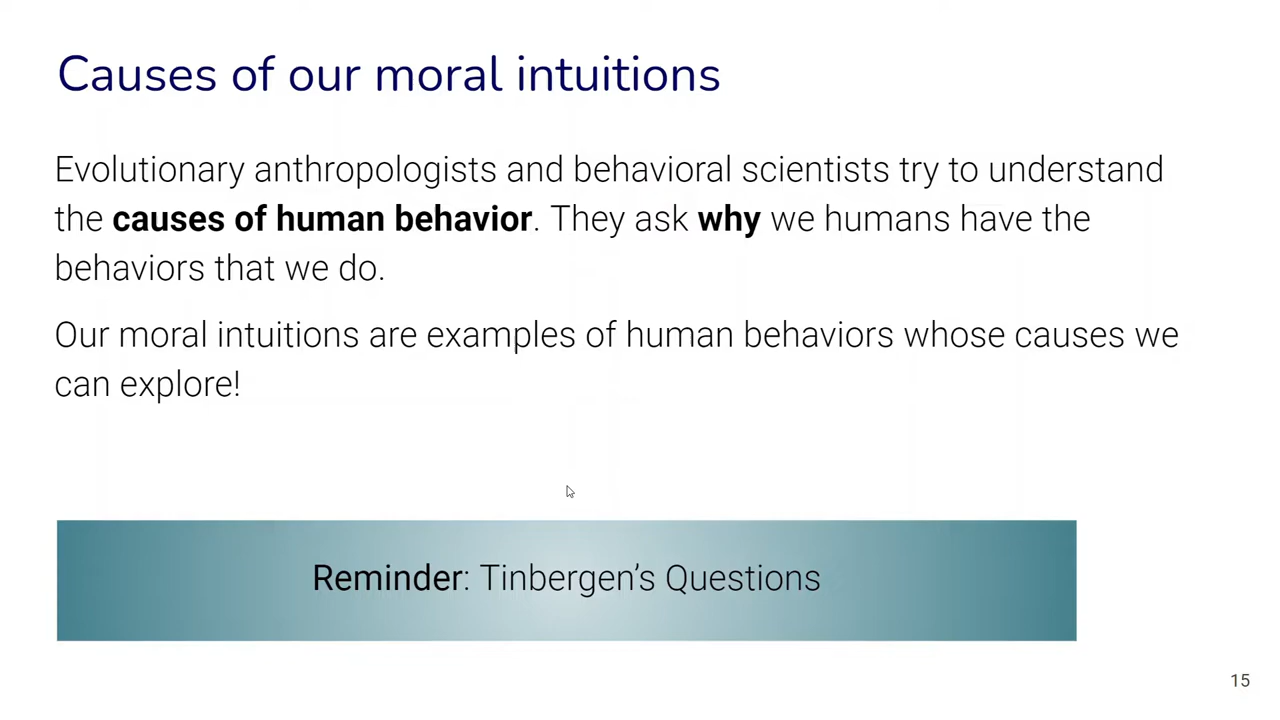 Causes of our moral intuitions
Evolutionary anthropologists and behavioral scientists try to understand
the causes of human behavior. They ask why we humans have the
behaviors that we do.
Our moral intuitions are examples of human behaviors whose causes we
can explore!
Reminder: Tinbergen’s Questions
15